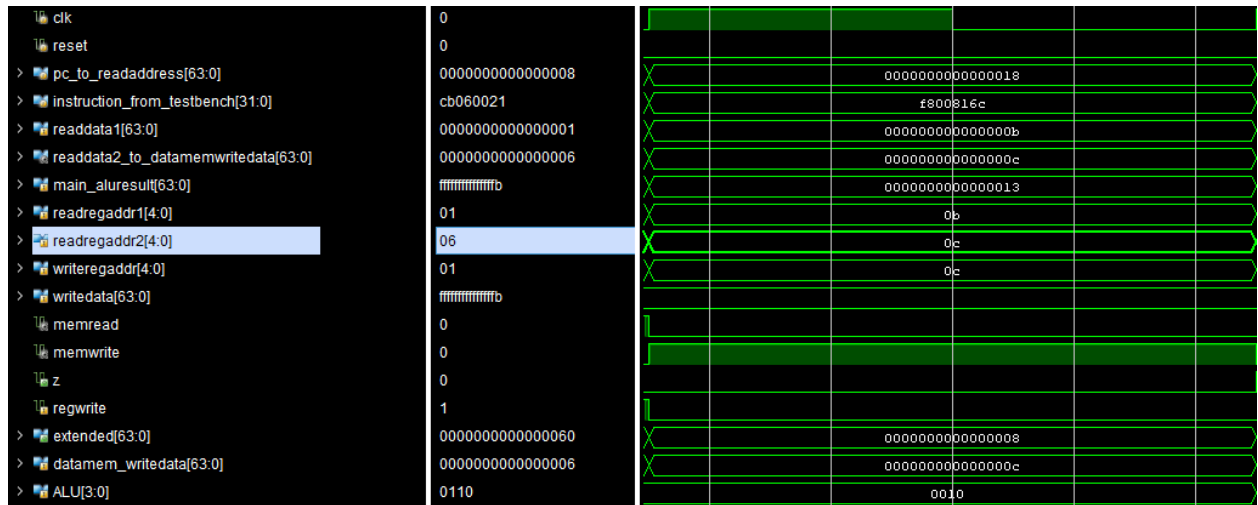 clk 0
reset 0
pc_to_readaddress[63:0] 0000000000000008 0000000000000018
instruction_from_testbench[31:0] cb060021 f800816c
readdata1[63:0] 0000000000000001 000000000000000b
readdata2_to_datamemwritedata[63:0] 0000000000000006 000000000000000c
main_aluresult[63:0] fffffffffffffffb 0000000000000013
readregaddr1[4:0] 01 0b
readregaddr2[4:0] 06 0c
writeregaddr[4:0] 01 0c
writedata[63:0] fffffffffffffffb
memread 0
memwrite 0
z 0
regwrite 1
extended[63:0] 0000000000000060 0000000000000008
datamem_writedata[63:0] 0000000000000006 000000000000000c
ALU[3:0] 0110 0010